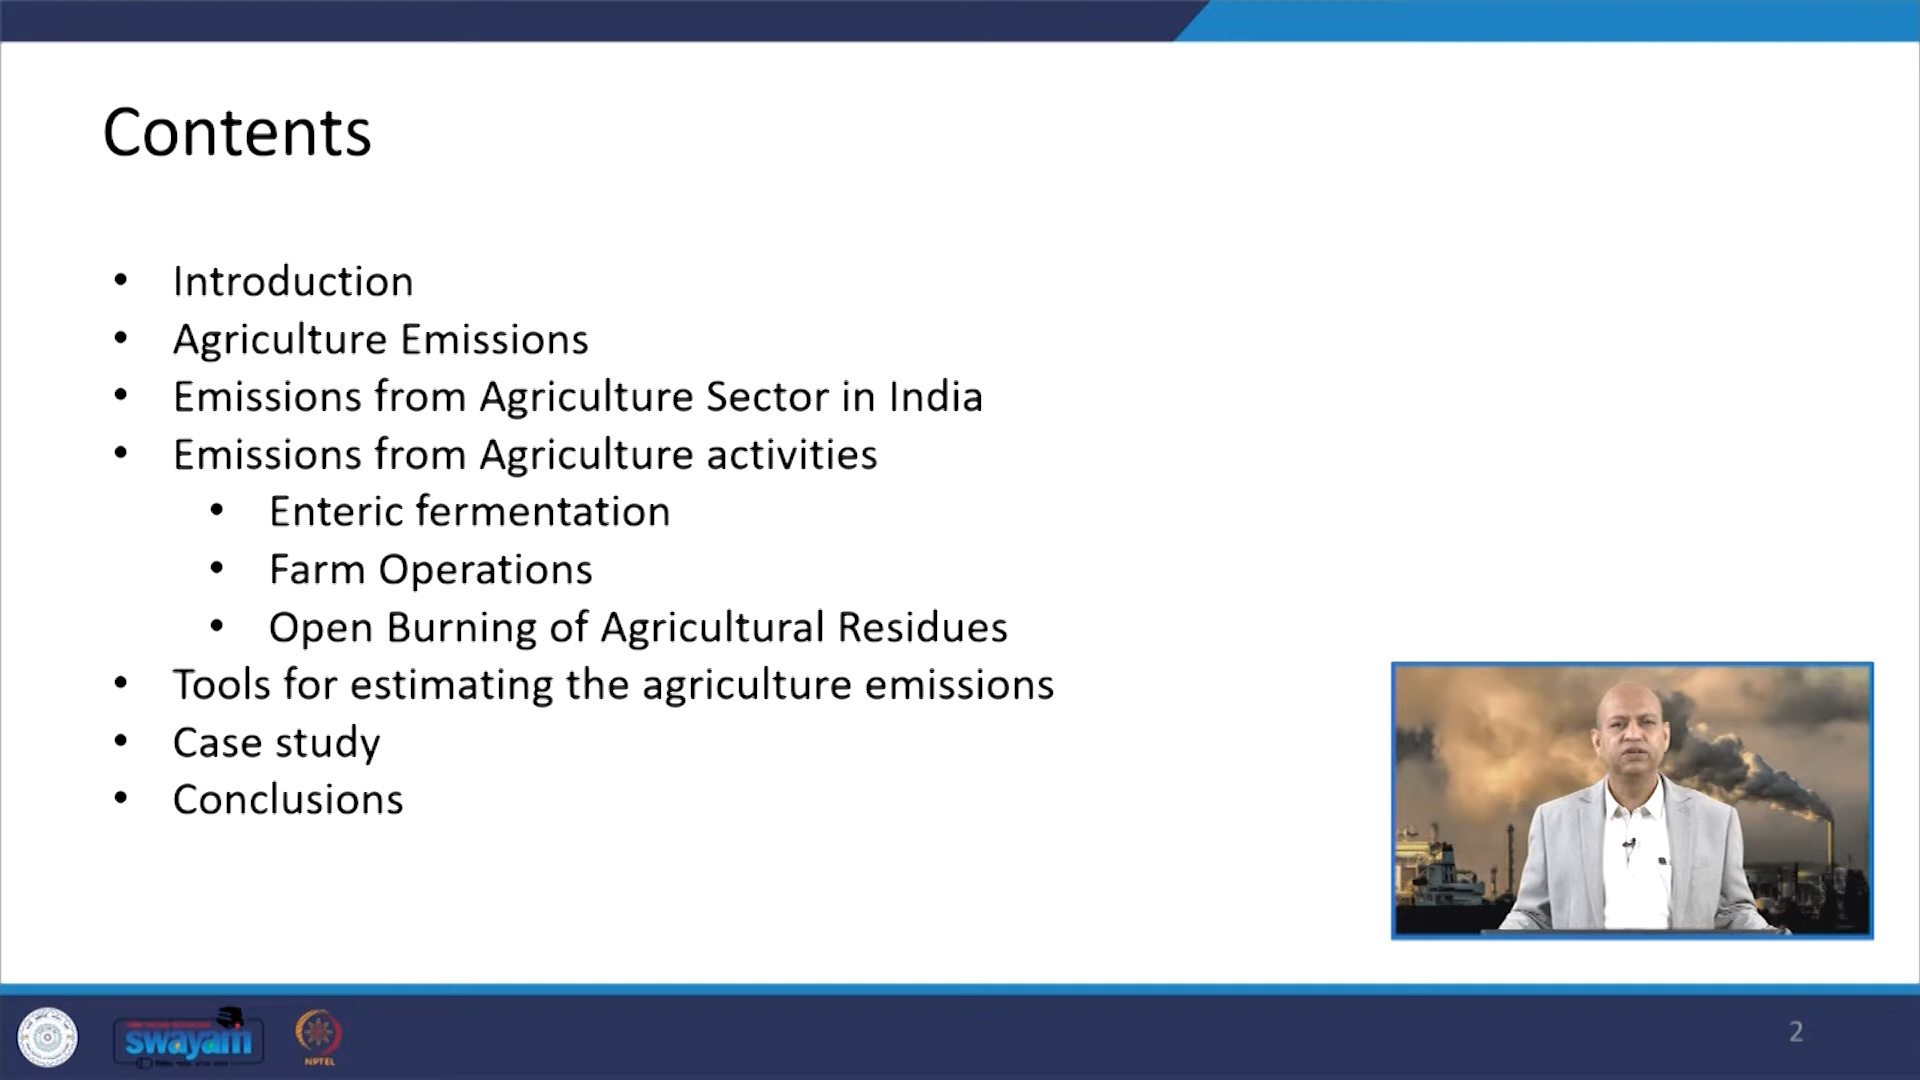 Contents
• Introduction
• Agriculture Emissions
• Emissions from Agriculture Sector in India
• Emissions from Agriculture activities
• Enteric fermentation
• Farm Operations
• Open Burning of Agricultural Residues
• Tools for estimating the agriculture emissions
• Case study
• Conclusions
swayam
NPTEL
2